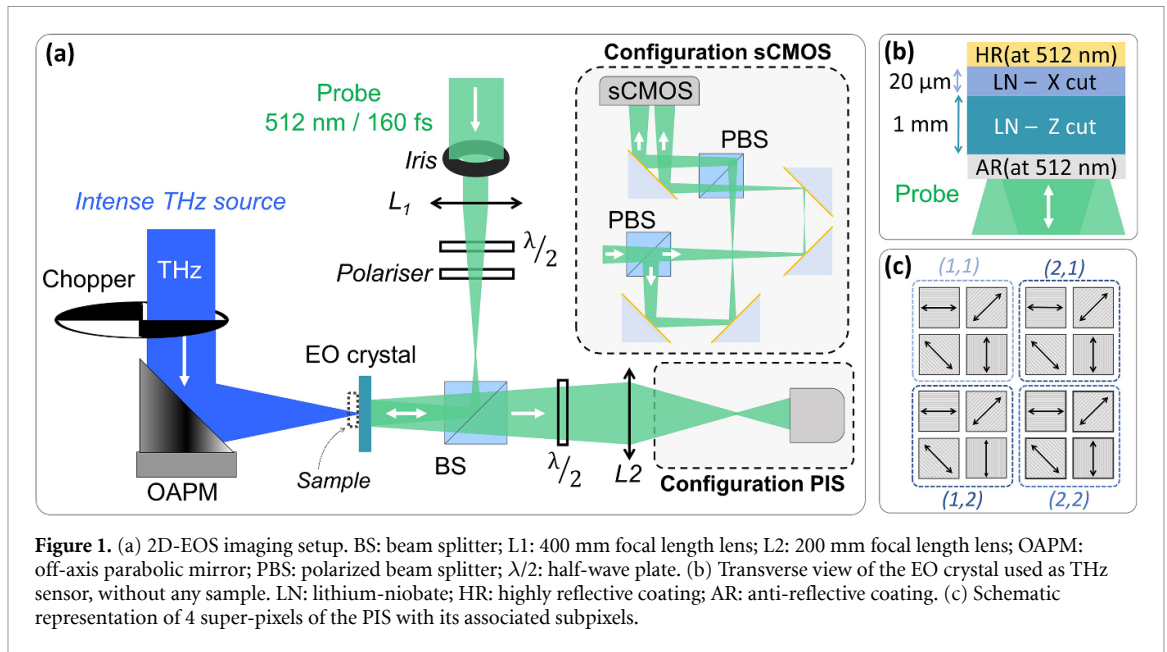 (a)
Configuration sCMOS
sCMOS
PBS
PBS
Probe
512 nm / 160 fs
Iris
L₁
λ/2
Polariser
Intense THz source
THz
Chopper
EO crystal
Sample
OAPM
BS
λ/2
L2
Configuration PIS
(b)
HR(at 512 nm)
20 µm
LN – X cut
1 mm
LN – Z cut
AR(at 512 nm)
Probe
(c)
(1,1)
(2,1)
(1,2)
(2,2)
Figure 1. (a) 2D-EOS imaging setup. BS: beam splitter; L1: 400 mm focal length lens; L2: 200 mm focal length lens; OAPM:
off-axis parabolic mirror; PBS: polarized beam splitter; λ/2: half-wave plate. (b) Transverse view of the EO crystal used as THz
sensor, without any sample. LN: lithium-niobate; HR: highly reflective coating; AR: anti-reflective coating. (c) Schematic
representation of 4 super-pixels of the PIS with its associated subpixels.